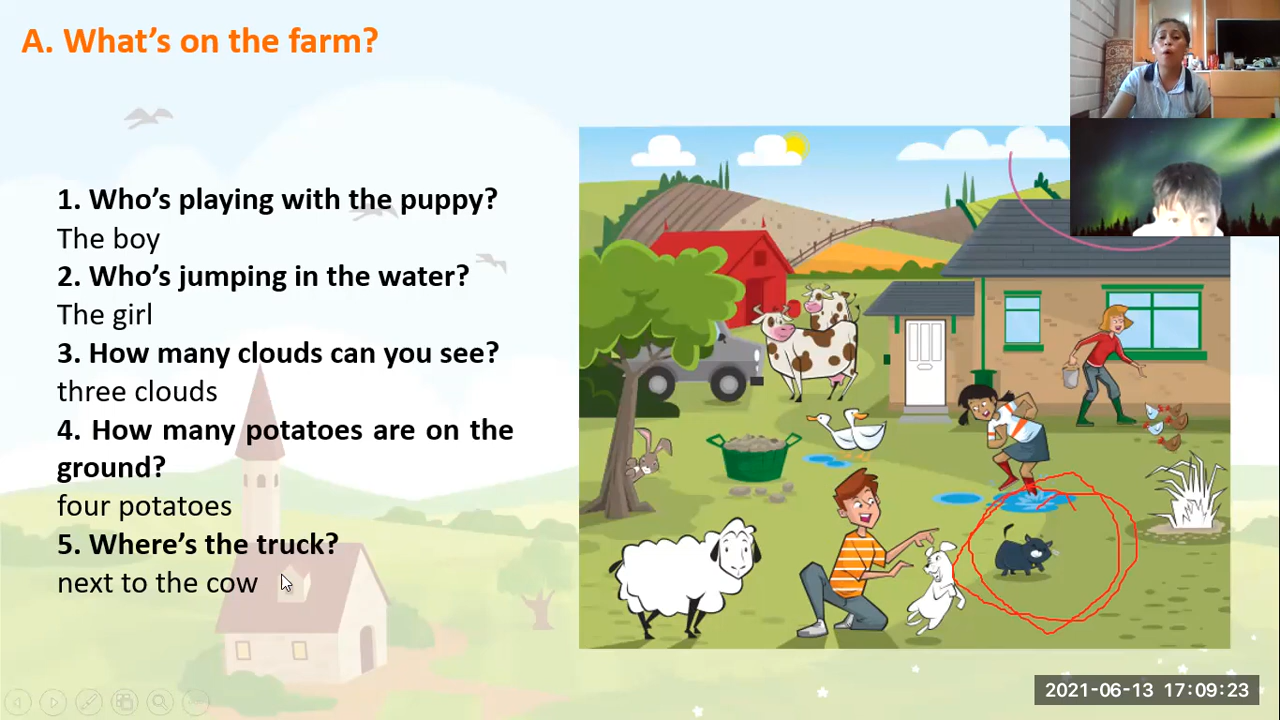 A. What's on the farm?
1. Who's playing with the puppy?
The boy
2. Who's jumping in the water?
The girl
3. How many clouds can you see?
three clouds
4. How many potatoes are on the
ground?
four potatoes
5. Where's the truck?
next to the cow
2021-06-13 17:09:23